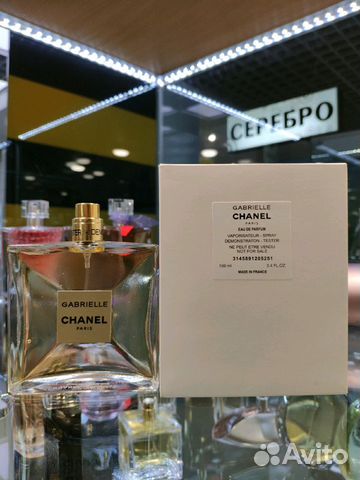 СЕРЕБРО
GABRIELLE
CHANEL
PARIS
EAU DE PARFUM
VAPORISATEUR - SPRAY
DEMONSTRATION - TESTER
NE PEUT ETRE VENDU
NOT FOR SALE
3145891205251
100 ml 3.4 FL.OZ
MADE IN FRANCE
GABRIELLE
CHANEL
PARIS
Avito